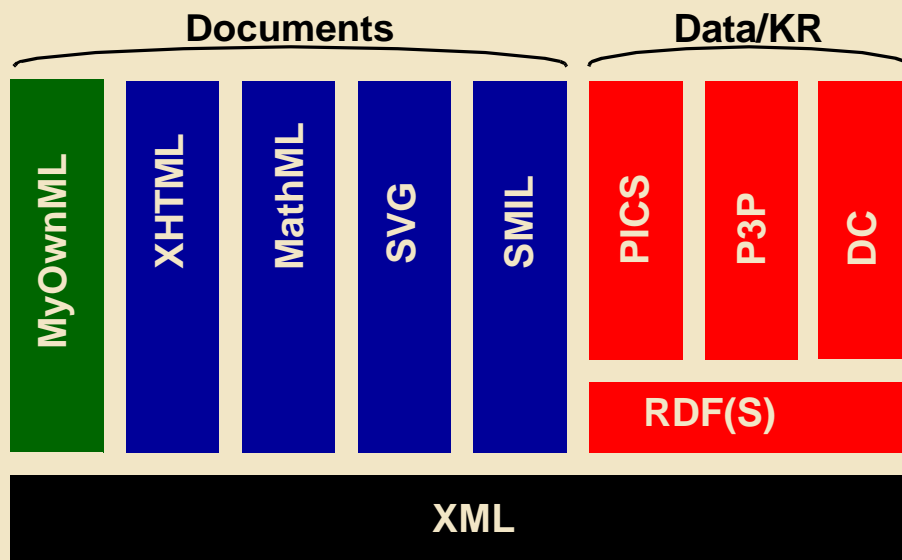 Documents
Data/KR
MyOwnML
XHTML
MathML
SVG
SMIL
PICS
P3P
DC
RDF(S)
XML